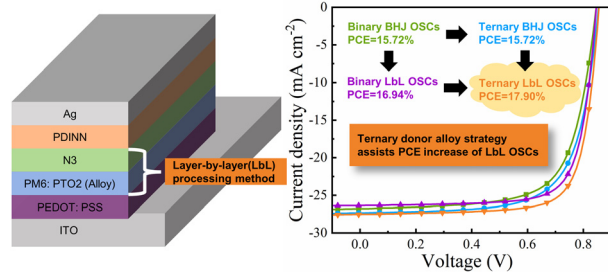 Ag
PDINN
N3
PM6: PTO2 (Alloy)
PEDOT: PSS
ITO
Layer-by-layer(LbL)
processing method
Current density (mA cm-2)
0
-5
-10
-15
-20
-25
-30
0.0
0.2
0.4
0.6
0.8
Voltage (V)
Binary BHJ OSCs
PCE=15.72%
Ternary BHJ OSCs
PCE=15.72%
Binary LbL OSCs
PCE=16.94%
Ternary LbL OSCs
PCE=17.90%
Ternary donor alloy strategy
assists PCE increase of LbL OSCs